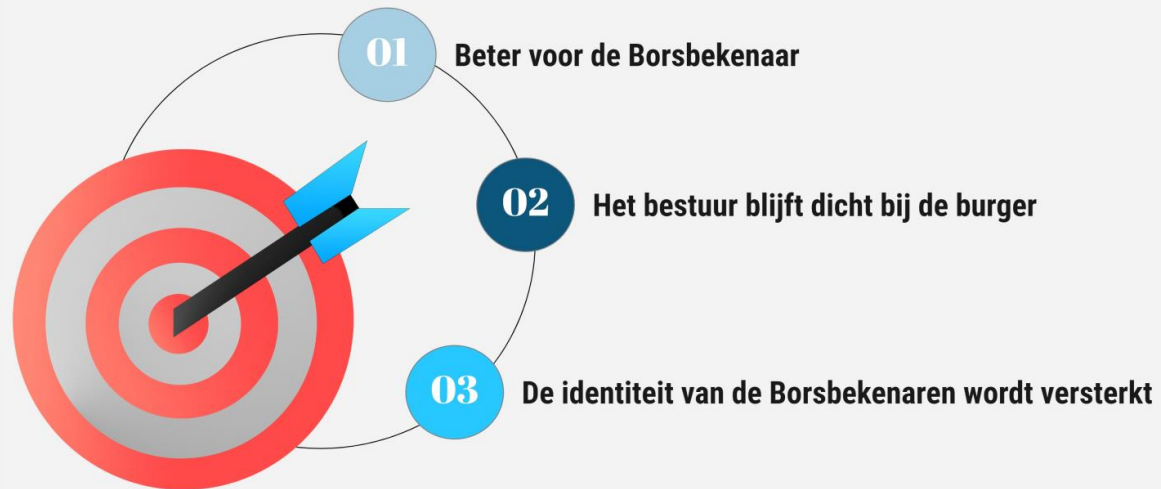 01 Beter voor de Borsbekenaar
02 Het bestuur blijft dicht bij de burger
03 De identiteit van de Borsbekenaren wordt versterkt